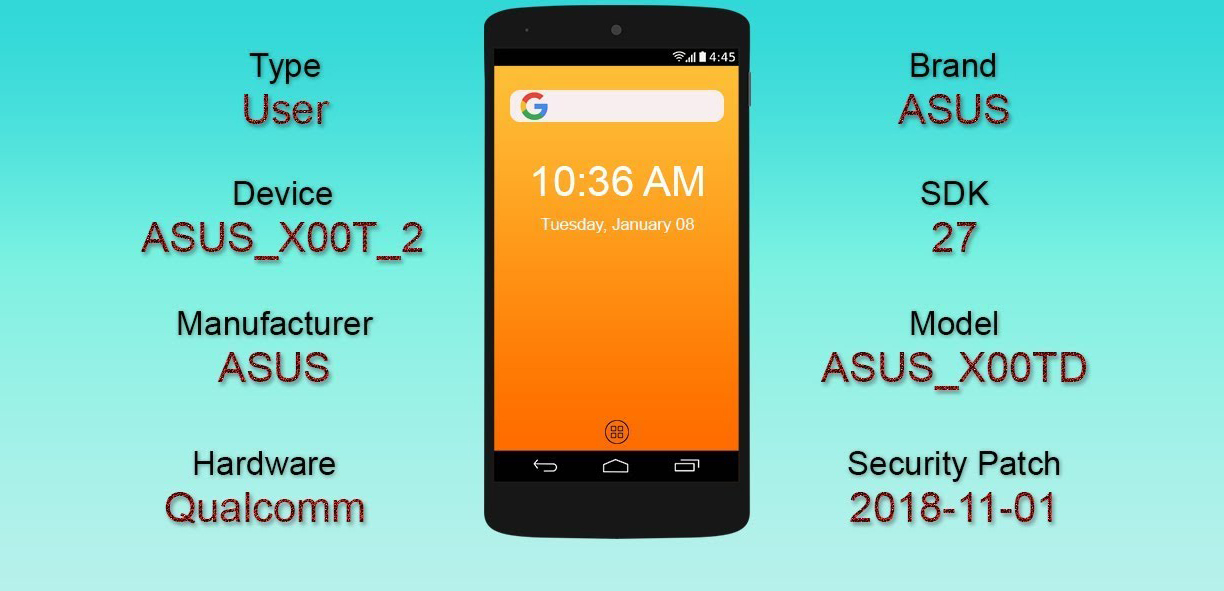 Type
User
Device
ASUS_X00T_2
Manufacturer
ASUS
Hardware
Qualcomm
4:45
G
10:36 AM
Tuesday, January 08
Brand
ASUS
SDK
27
Model
ASUS_X00TD
Security Patch
2018-11-01